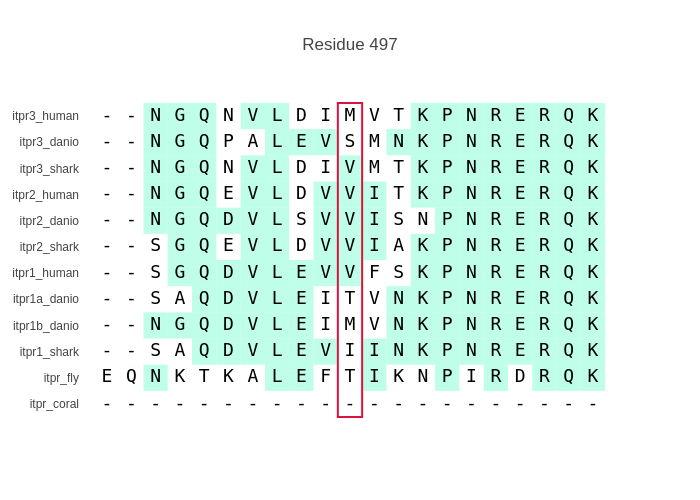 Residue 497
itpr3_human - - N G Q N V L D I M V T K P N R E R Q K
itpr3_danio - - N G Q P A L E V S M N K P N R E R Q K
itpr3_shark - - N G Q N V L D I V M T K P N R E R Q K
itpr2_human - - N G Q E V L D V V I T K P N R E R Q K
itpr2_danio - - N G Q D V L S V V I S N P N R E R Q K
itpr2_shark - - S G Q E V L D V V I A K P N R E R Q K
itpr1_human - - S G Q D V L E V V F S K P N R E R Q K
itpr1a_danio - - S A Q D V L E I T V N K P N R E R Q K
itpr1b_danio - - N G Q D V L E I M V N K P N R E R Q K
itpr1_shark - - S A Q D V L E V I I N K P N R E R Q K
itpr_fly E Q N K T K A L E F T I K N P I R D R Q K
itpr_coral - - - - - - - - - - - - - - - - - - - - -